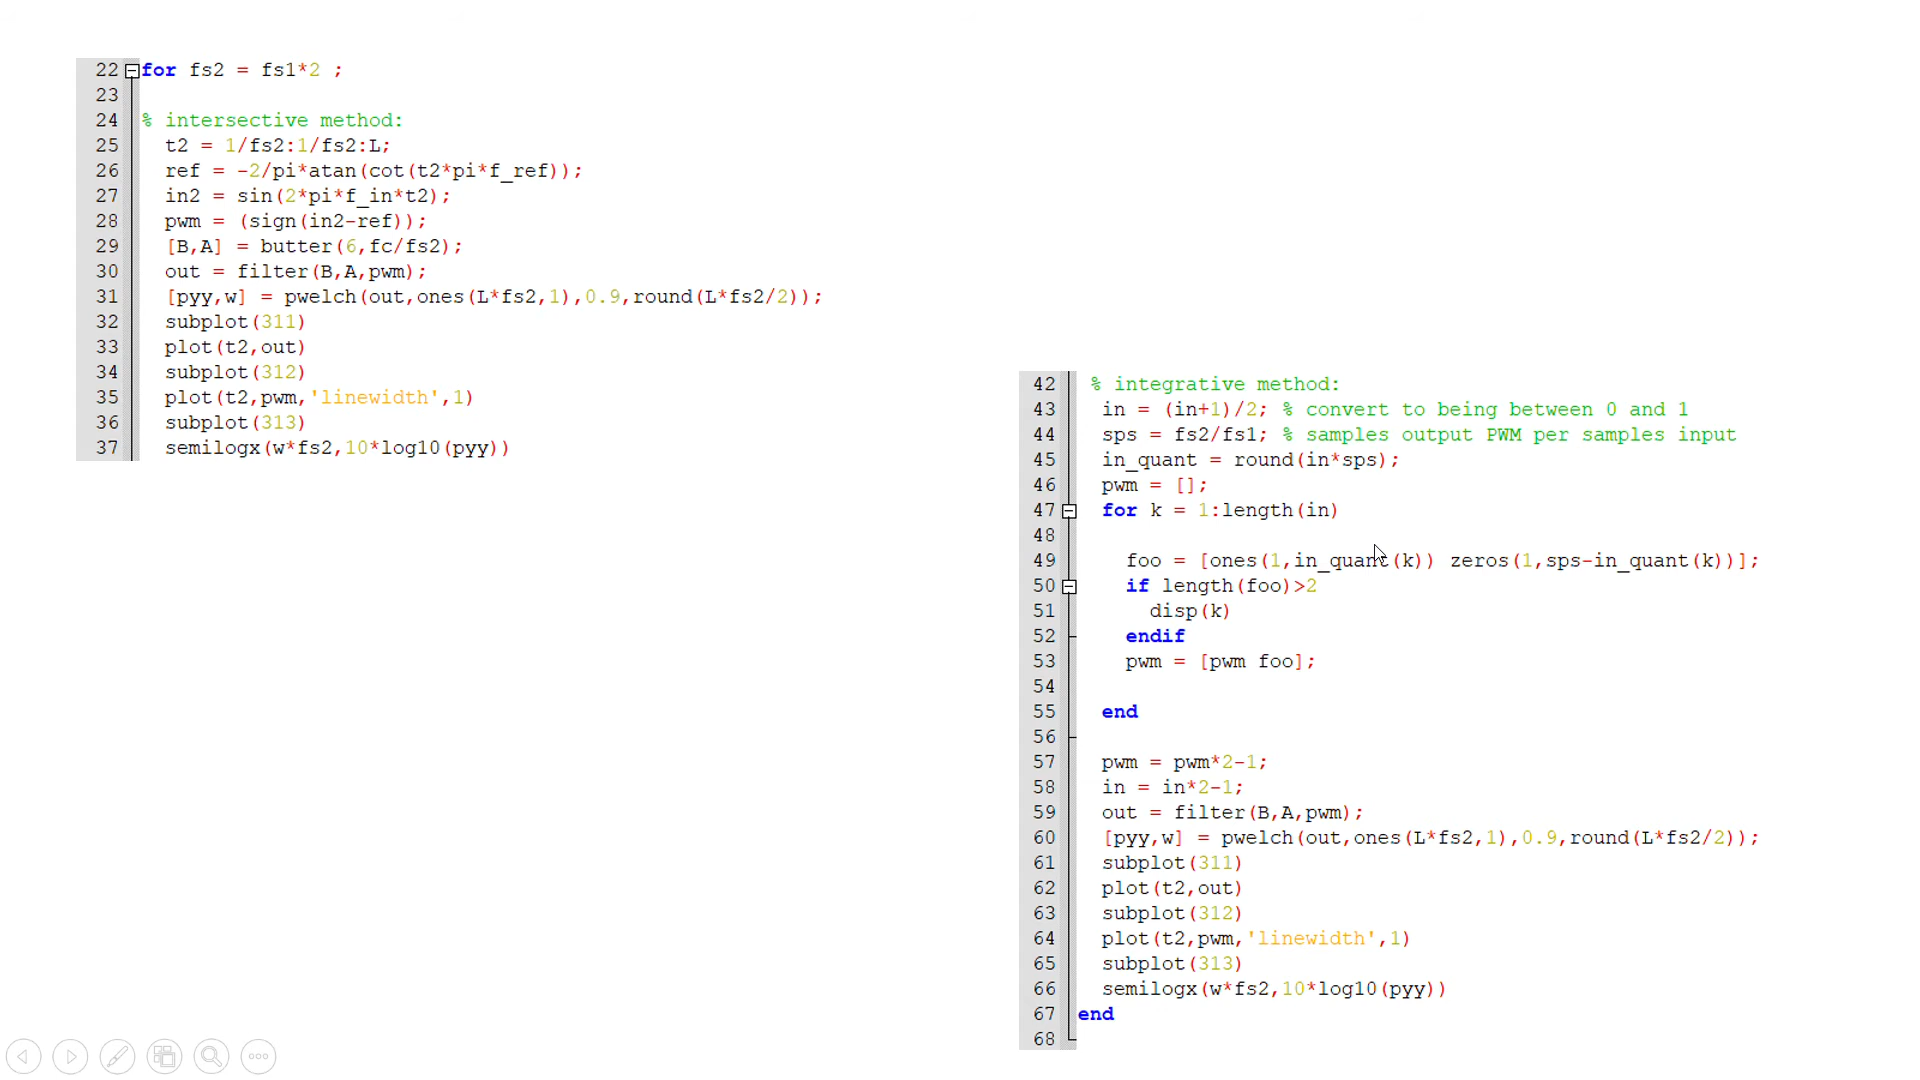 22 for fs2 = fs1*2 ;
23
24 % intersective method:
25 t2 = 1/fs2:1/fs2:L;
26 ref = -2/pi*atan(cot(t2*pi*f_ref));
27 in2 = sin(2*pi*f_in*t2);
28 pwm = (sign(in2-ref));
29 [B,A] = butter(6,fc/fs2);
30 out = filter(B,A,pwm);
31 [pyy,w] = pwelch(out,ones(L*fs2,1),0.9,round(L*fs2/2));
32 subplot(311)
33 plot(t2,out)
34 subplot(312)
35 plot(t2,pwm,'linewidth',1)
36 subplot(313)
37 semilogx(w*fs2,10*log10(pyy))
42 % integrative method:
43 in = (in+1)/2; % convert to being between 0 and 1
44 sps = fs2/fs1; % samples output PWM per samples input
45 in_quant = round(in*sps);
46 pwm = [];
47 for k = 1:length(in)
48
49 foo = [ones(1,in_quant(k)) zeros(1,sps-in_quant(k))];
50 if length(foo)>2
51 disp(k)
52 endif
53 pwm = [pwm foo];
54
55 end
56
57 pwm = pwm*2-1;
58 in = in*2-1;
59 out = filter(B,A,pwm);
60 [pyy,w] = pwelch(out,ones(L*fs2,1),0.9,round(L*fs2/2));
61 subplot(311)
62 plot(t2,out)
63 subplot(312)
64 plot(t2,pwm,'linewidth',1)
65 subplot(313)
66 semilogx(w*fs2,10*log10(pyy))
67 end
68